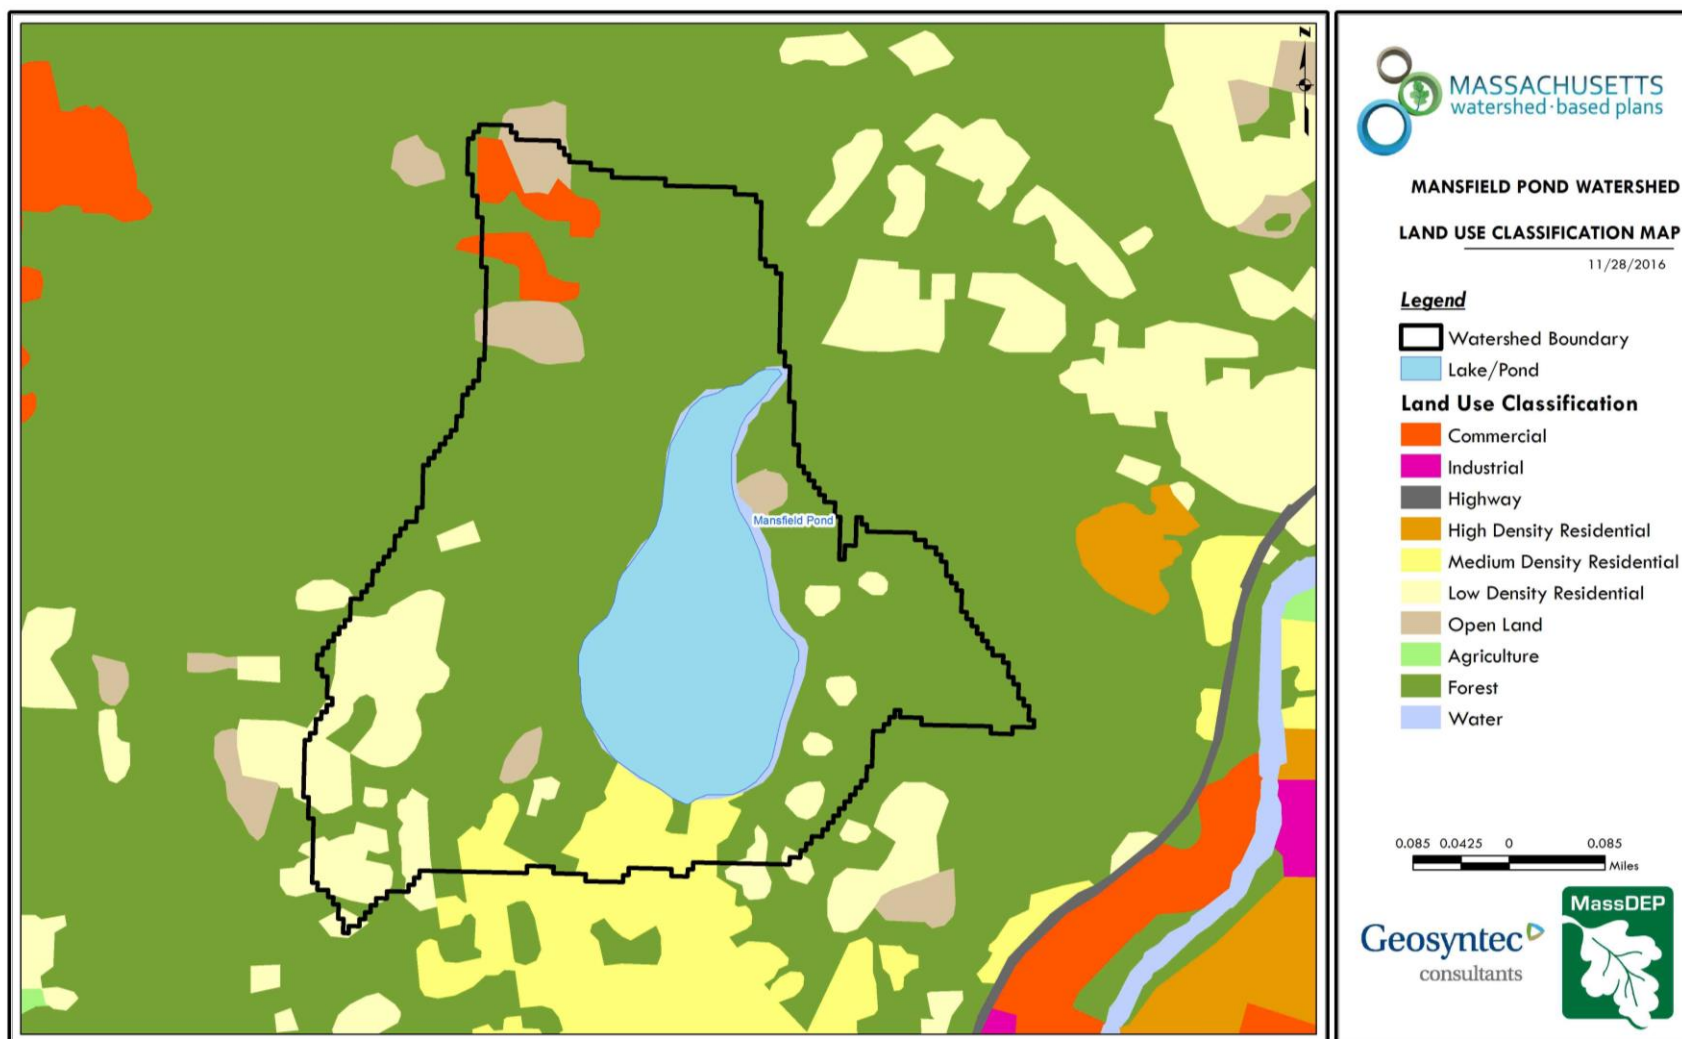 Z
Mansfield Pond
MASSACHUSETTS
watershed·based plans
MANSFIELD POND WATERSHED
LAND USE CLASSIFICATION MAP
11/28/2016
Legend
Watershed Boundary
Lake/Pond
Land Use Classification
Commercial
Industrial
Highway
High Density Residential
Medium Density Residential
Low Density Residential
Open Land
Agriculture
Forest
Water
0.085 0.0425 0 0.085
Miles
Geosyntec
consultants
MassDEP